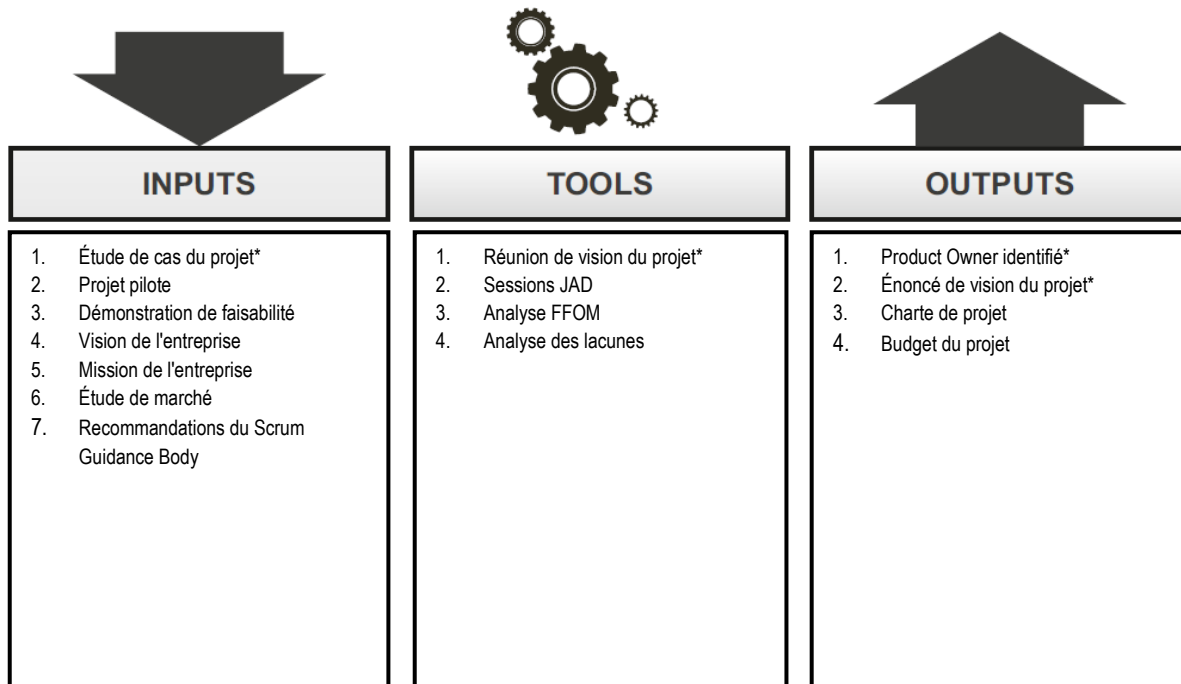 INPUTS
1. Étude de cas du projet*
2. Projet pilote
3. Démonstration de faisabilité
4. Vision de l'entreprise
5. Mission de l'entreprise
6. Étude de marché
7. Recommandations du Scrum
Guidance Body
TOOLS
1. Réunion de vision du projet*
2. Sessions JAD
3. Analyse FFOM
4. Analyse des lacunes
OUTPUTS
1. Product Owner identifié*
2. Énoncé de vision du projet*
3. Charte de projet
4. Budget du projet